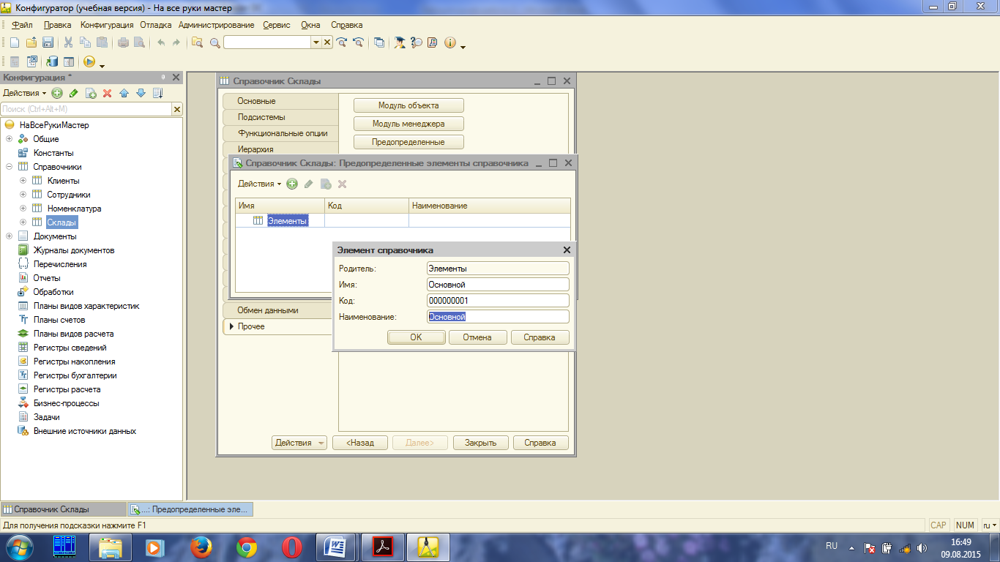 Конфигуратор (учебная версия) - На все руки мастер
Файл Правка Конфигурация Отладка Администрирование Сервис Окна Справка
Конфигурация *
Действия
Поиск (Ctrl+Alt+M)
НаВсеРукиМастер
Общие
Константы
Справочники
Клиенты
Сотрудники
Номенклатура
Склады
Документы
Журналы документов
Перечисления
Отчеты
Обработки
Планы видов характеристик
Планы счетов
Планы видов расчета
Регистры сведений
Регистры накопления
Регистры бухгалтерии
Регистры расчета
Бизнес-процессы
Задачи
Внешние источники данных
Справочник Склады
Основные
Подсистемы
Функциональные опции
Иерархия
Модуль объекта
Модуль менеджера
Предопределенные
Справочник Склады: Предопределенные элементы справочника
Действия
Имя Код Наименование
Элементы
Элемент справочника
Родитель: Элементы
Имя: Основной
Код: 000000001
Наименование: Основной
OK Отмена Справка
Обмен данными
Прочее
Действия <Назад Далее> Закрыть Справка
Справочник Склады ...: Предопределенные эле...
Для получения подсказки нажмите F1
CAP NUM ru
RU
16:49
09.08.2015